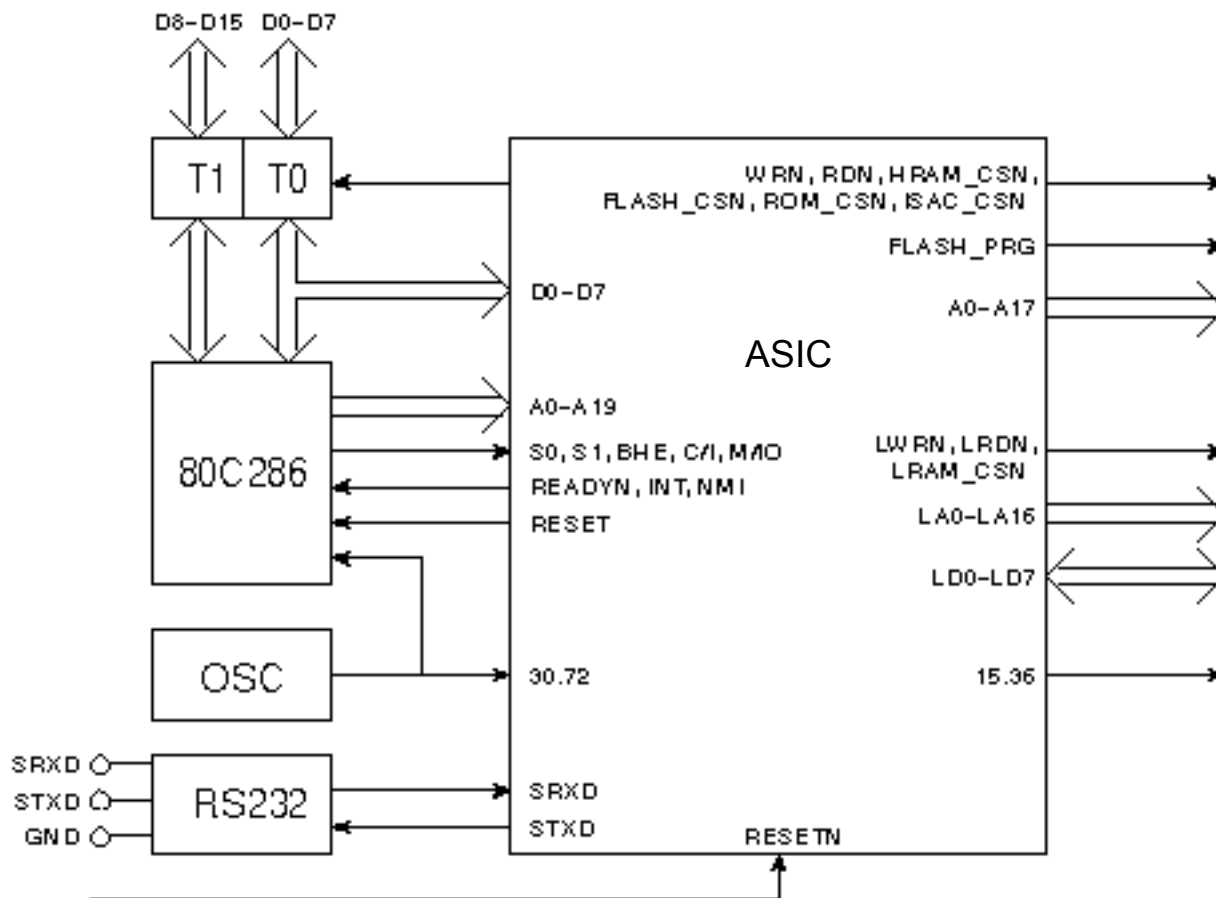 D8-D15 D0-D7
T1 T0
WRN, RDN, HRAM_CSN,
FLASH_CSN, ROM_CSN, ISAC_CSN
FLASH_PRG
D0-D7
A0-A17
ASIC
80C286
A0-A19
S0, S1, BHE, C/I, M/IO
READYN, INT, NMI
RESET
LWRN, LRDN,
LRAM_CSN
LA0-LA16
LD0-LD7
OSC
30.72
15.36
SRXD
STXD
GND
RS232
SRXD
STXD
RESETN